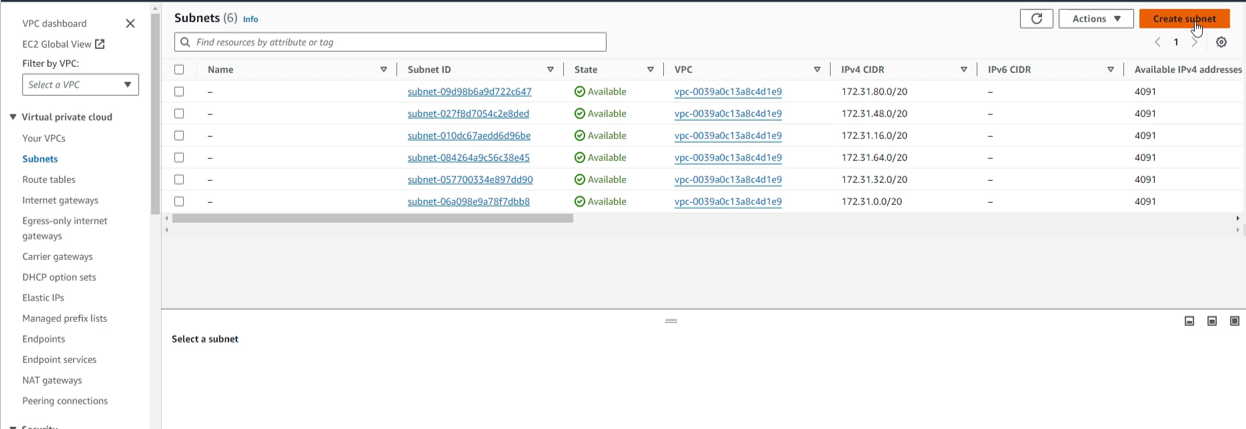 VPC dashboard
EC2 Global View
Filter by VPC:
Select a VPC
Virtual private cloud
Your VPCs
Subnets
Route tables
Internet gateways
Egress-only internet
gateways
Carrier gateways
DHCP option sets
Elastic IPs
Managed prefix lists
Endpoints
Endpoint services
NAT gateways
Peering connections
Security
Subnets (6) Info
Actions
Create subnet
Find resources by attribute or tag
1
Name Subnet ID State VPC IPv4 CIDR IPv6 CIDR Available IPv4 addresses
– subnet-09d98b6a9d722c647 Available vpc-0039a0c13a8c4d1e9 172.31.80.0/20 – 4091
– subnet-027f8d7054c2e8ded Available vpc-0039a0c13a8c4d1e9 172.31.48.0/20 – 4091
– subnet-010dc67aedd6d96be Available vpc-0039a0c13a8c4d1e9 172.31.16.0/20 – 4091
– subnet-084264a9c56c38e45 Available vpc-0039a0c13a8c4d1e9 172.31.64.0/20 – 4091
– subnet-057700334e897dd90 Available vpc-0039a0c13a8c4d1e9 172.31.32.0/20 – 4091
– subnet-06a098e9a78f7dbb8 Available vpc-0039a0c13a8c4d1e9 172.31.0.0/20 – 4091
Select a subnet